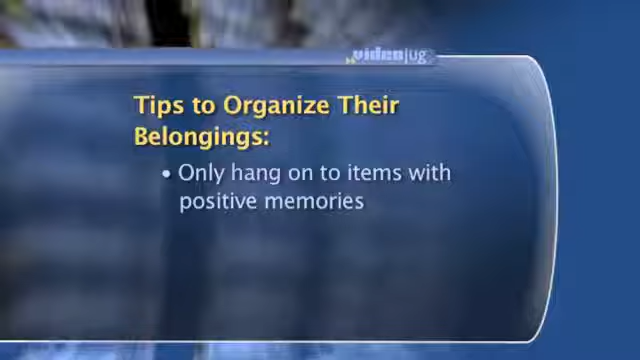 videojug
Tips to Organize Their
Belongings:
• Only hang on to items with
positive memories